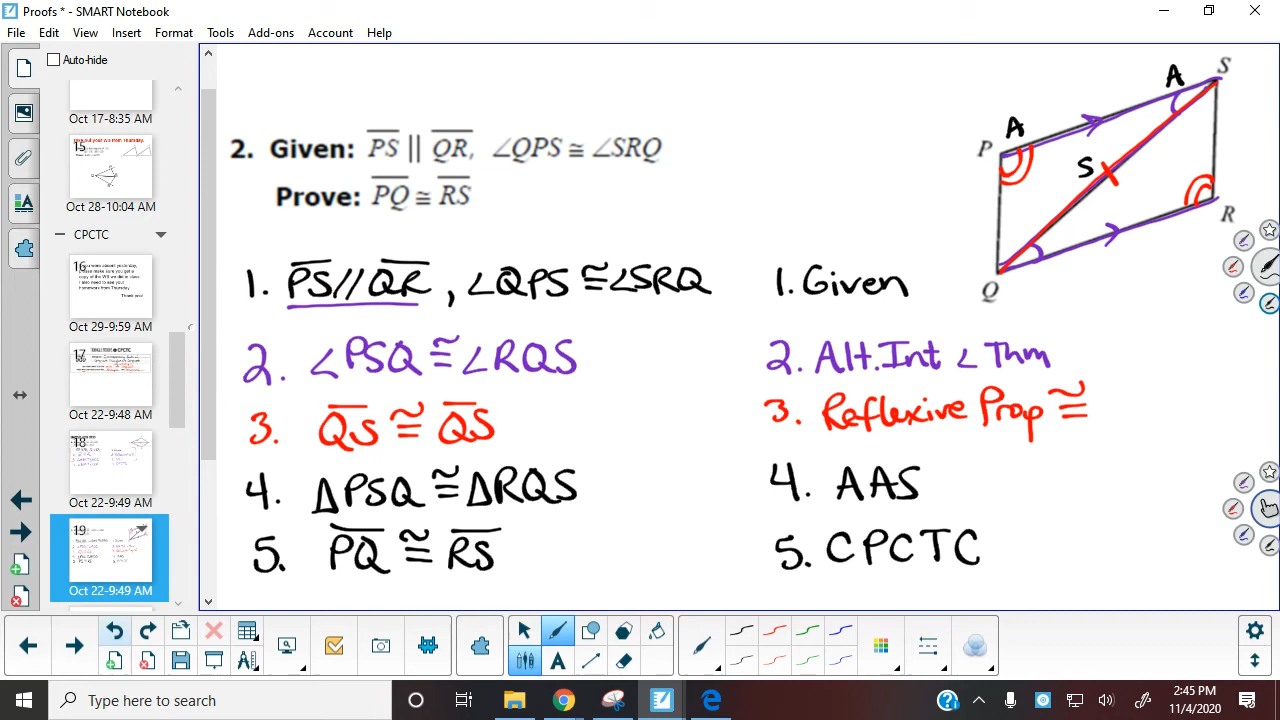 Proofs * - SMART Notebook
File Edit View Insert Format Tools Add-ons Account Help
Auto-hide
Oct 17-8:35 AM
15
Oct 28-10:04 AM
CPCTC
16
Oct 29-9:59 AM
17
Oct 22-9:48 AM
18
Oct 22-9:49 AM
19
Oct 22-9:49 AM
2. Given: PS || QR, ∠QPS ≅ ∠SRQ
Prove: PQ ≅ RS
S
A
A
P
S
R
Q
1. PS // QR, ∠QPS ≅ ∠SRQ 1. Given
2. ∠PSQ ≅ ∠RQS 2. Alt. Int ∠ Thm
3. QS ≅ QS 3. Reflexive Prop ≅
4. ΔPSQ ≅ ΔRQS 4. AAS
5. PQ ≅ RS 5. CPCTC
A
Type here to search
2:45 PM
11/4/2020